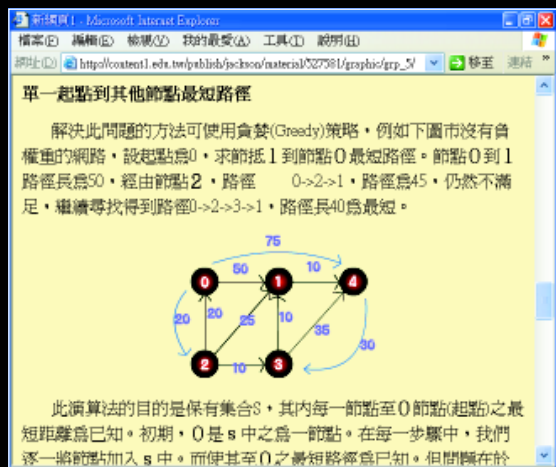 新網頁1 - Microsoft Internet Explorer
檔案(F) 編輯(E) 檢視(V) 我的最愛(A) 工具(T) 說明(H)
網址(D) http://content1.edu.tw/publish/jackson/material/527581/graphic/grp_5/ 移至 連結 »
單一起點到其他節點最短路徑
解決此問題的方法可使用貪婪(Greedy)策略，例如下圖市沒有負
權重的網路，設起點為0，求節抵1到節點0最短路徑。節點0到1
路徑長為50，經由節點2，路徑 0->2->1，路徑為45，仍然不滿
足，繼續尋找得到路徑0->2->3->1，路徑長40為最短。
75
0 50 1 10 4
20 20 25 10 35 30
2 10 3
此演算法的目的是保有集合S，其內每一節點至0節點(起點)之最
短距離為已知。初期，0是s中之為一節點。在每一步驟中，我們
逐一將節點加入s中。而使其至0之最短路徑為已知。但問題在於